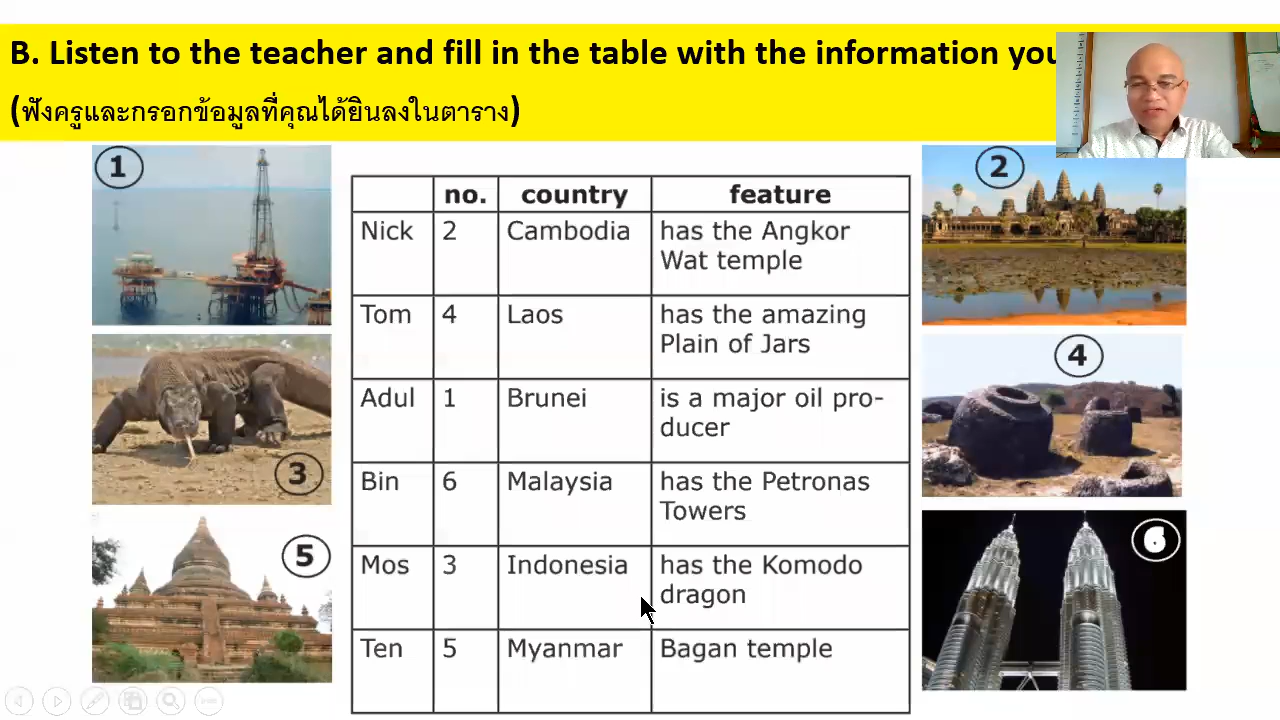 B. Listen to the teacher and fill in the table with the information you
(ฟังครูและกรอกข้อมูลที่คุณได้ยินลงในตาราง)
1
2
no. country feature
Nick 2 Cambodia has the Angkor
Wat temple
Tom 4 Laos has the amazing
Plain of Jars
Adul 1 Brunei is a major oil pro-
ducer
Bin 6 Malaysia has the Petronas
Towers
Mos 3 Indonesia has the Komodo
dragon
Ten 5 Myanmar Bagan temple
3
4
5
6